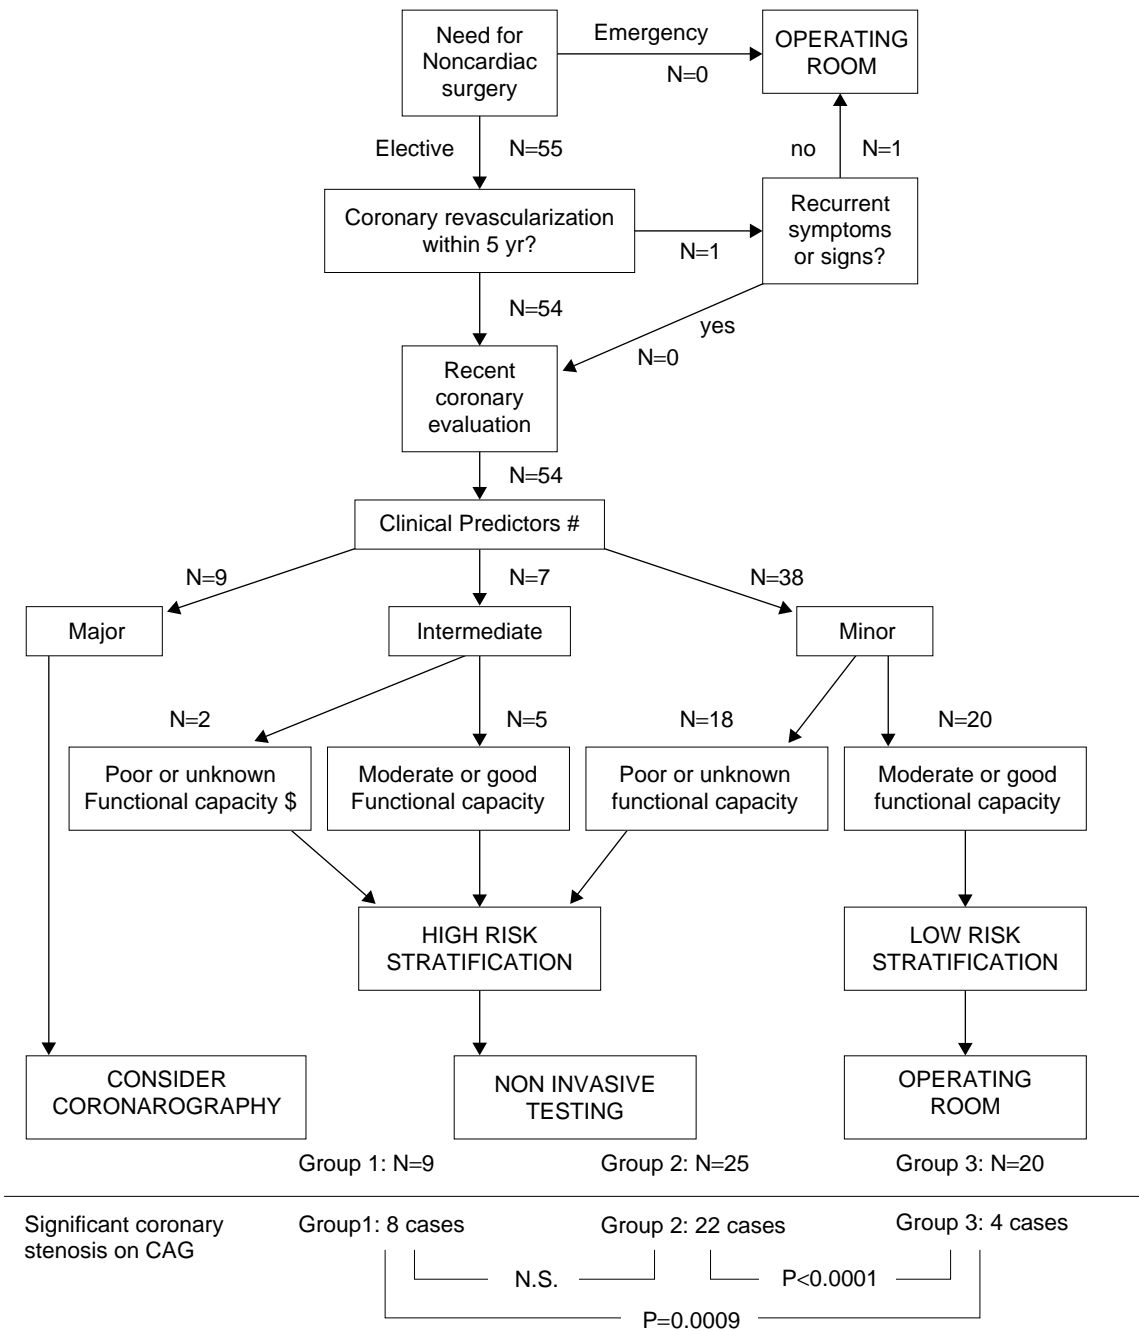 Need for
Noncardiac
surgery
Emergency
N=0
OPERATING
ROOM
Elective
N=55
no
N=1
Coronary revascularization
within 5 yr?
N=1
Recurrent
symptoms
or signs?
N=54
yes
N=0
Recent
coronary
evaluation
N=54
Clinical Predictors #
N=9
N=7
N=38
Major
Intermediate
Minor
N=2
N=5
N=18
N=20
Poor or unknown
Functional capacity $
Moderate or good
Functional capacity
Poor or unknown
functional capacity
Moderate or good
functional capacity
HIGH RISK
STRATIFICATION
LOW RISK
STRATIFICATION
CONSIDER
CORONAROGRAPHY
NON INVASIVE
TESTING
OPERATING
ROOM
Group 1: N=9
Group 2: N=25
Group 3: N=20
Significant coronary
stenosis on CAG
Group1: 8 cases
Group 2: 22 cases
Group 3: 4 cases
N.S.
P<0.0001
P=0.0009